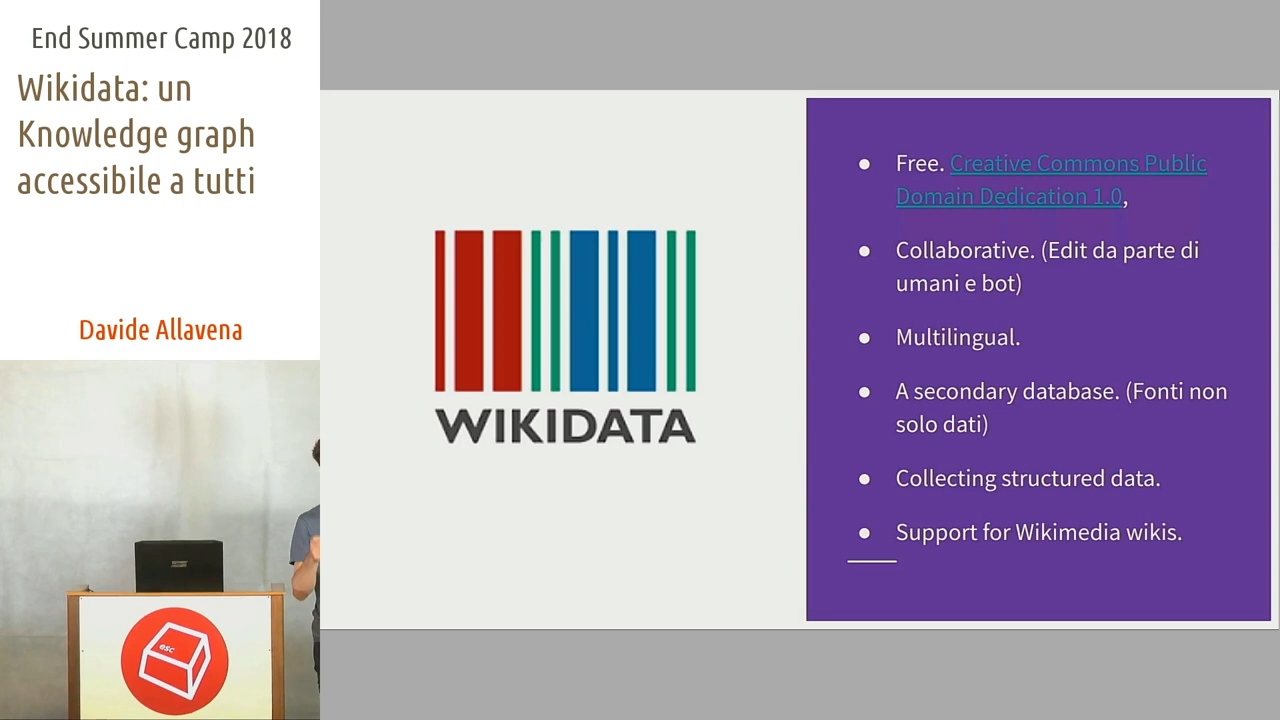 End Summer Camp 2018
Wikidata: un
Knowledge graph
accessibile a tutti
Davide Allavena
esc
WIKIDATA
● Free. Creative Commons Public
Domain Dedication 1.0,
● Collaborative. (Edit da parte di
umani e bot)
● Multilingual.
● A secondary database. (Fonti non
solo dati)
● Collecting structured data.
● Support for Wikimedia wikis.